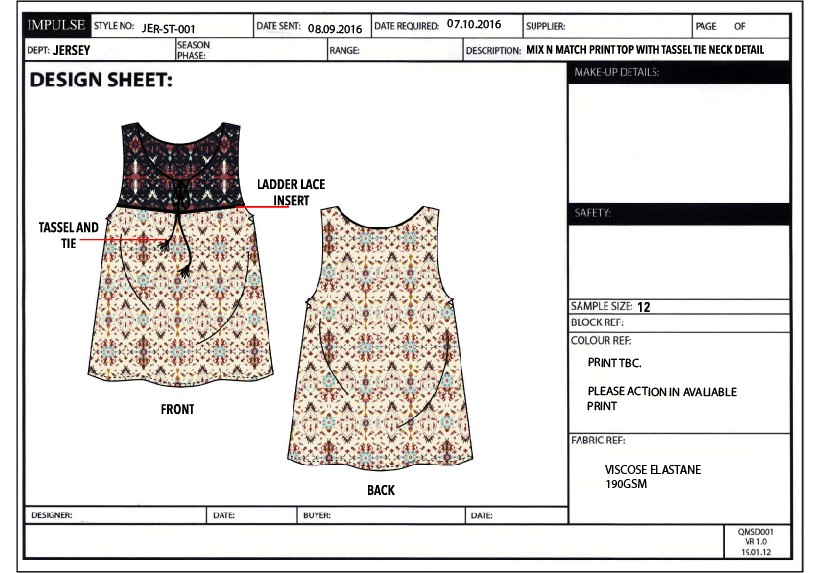 IMPULSE STYLE NO: JER-ST-001 DATE SENT: 08.09.2016 DATE REQUIRED: 07.10.2016 SUPPLIER: PAGE OF
DEPT: JERSEY SEASON PHASE: RANGE: DESCRIPTION: MIX N MATCH PRINT TOP WITH TASSEL TIE NECK DETAIL
DESIGN SHEET:
MAKE-UP DETAILS:
LADDER LACE
INSERT
TASSEL AND
TIE
FRONT
BACK
SAFETY:
SAMPLE SIZE: 12
BLOCK REF:
COLOUR REF:
PRINT TBC.
PLEASE ACTION IN AVALIABLE
PRINT
FABRIC REF:
VISCOSE ELASTANE
190GSM
DESIGNER: DATE: BUYER: DATE:
QMSD001
VR 1.0
19.01.12